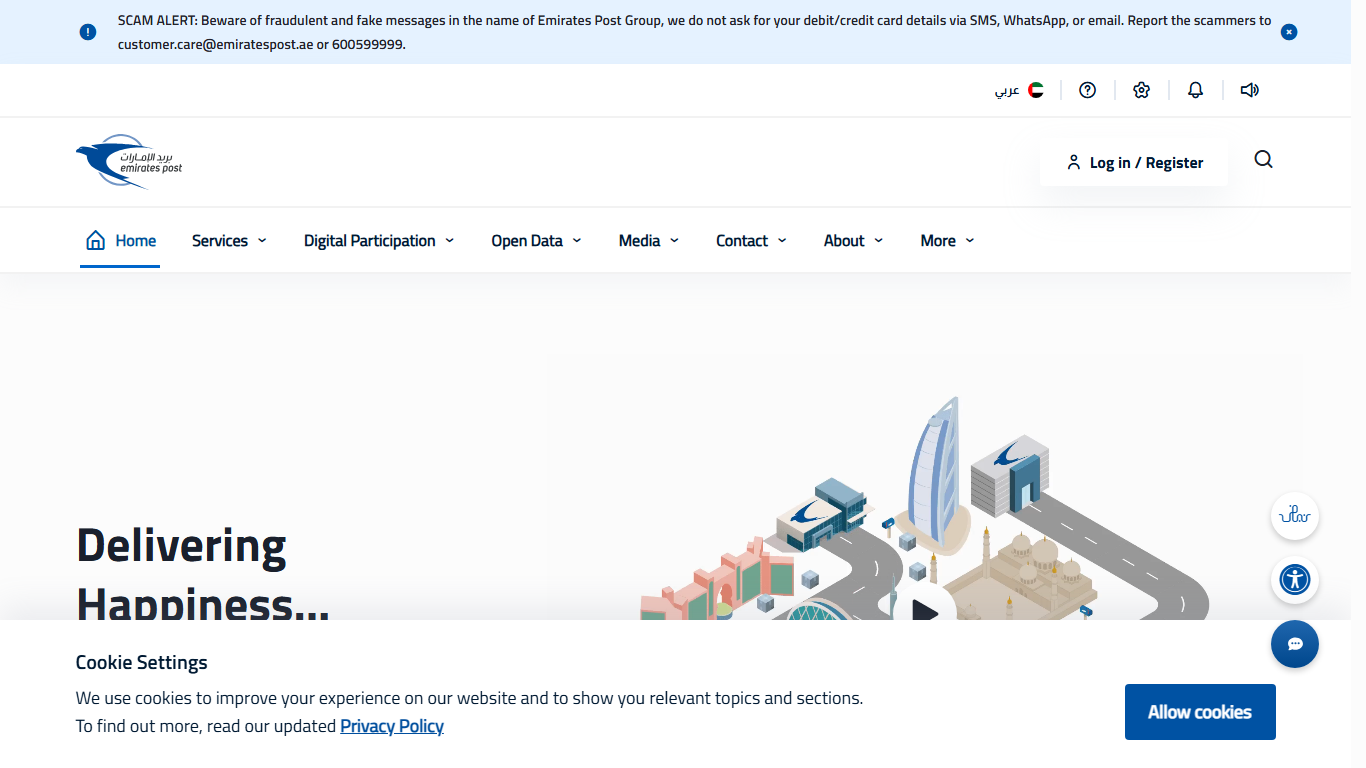 SCAM ALERT: Beware of fraudulent and fake messages in the name of Emirates Post Group, we do not ask for your debit/credit card details via SMS, WhatsApp, or email. Report the scammers to
customer.care@emiratespost.ae or 600599999.
عربي
بريد الإمارات
emirates post
Log in / Register
Home
Services
Digital Participation
Open Data
Media
Contact
About
More
Delivering
Happiness...
Cookie Settings
We use cookies to improve your experience on our website and to show you relevant topics and sections.
To find out more, read our updated Privacy Policy
Allow cookies